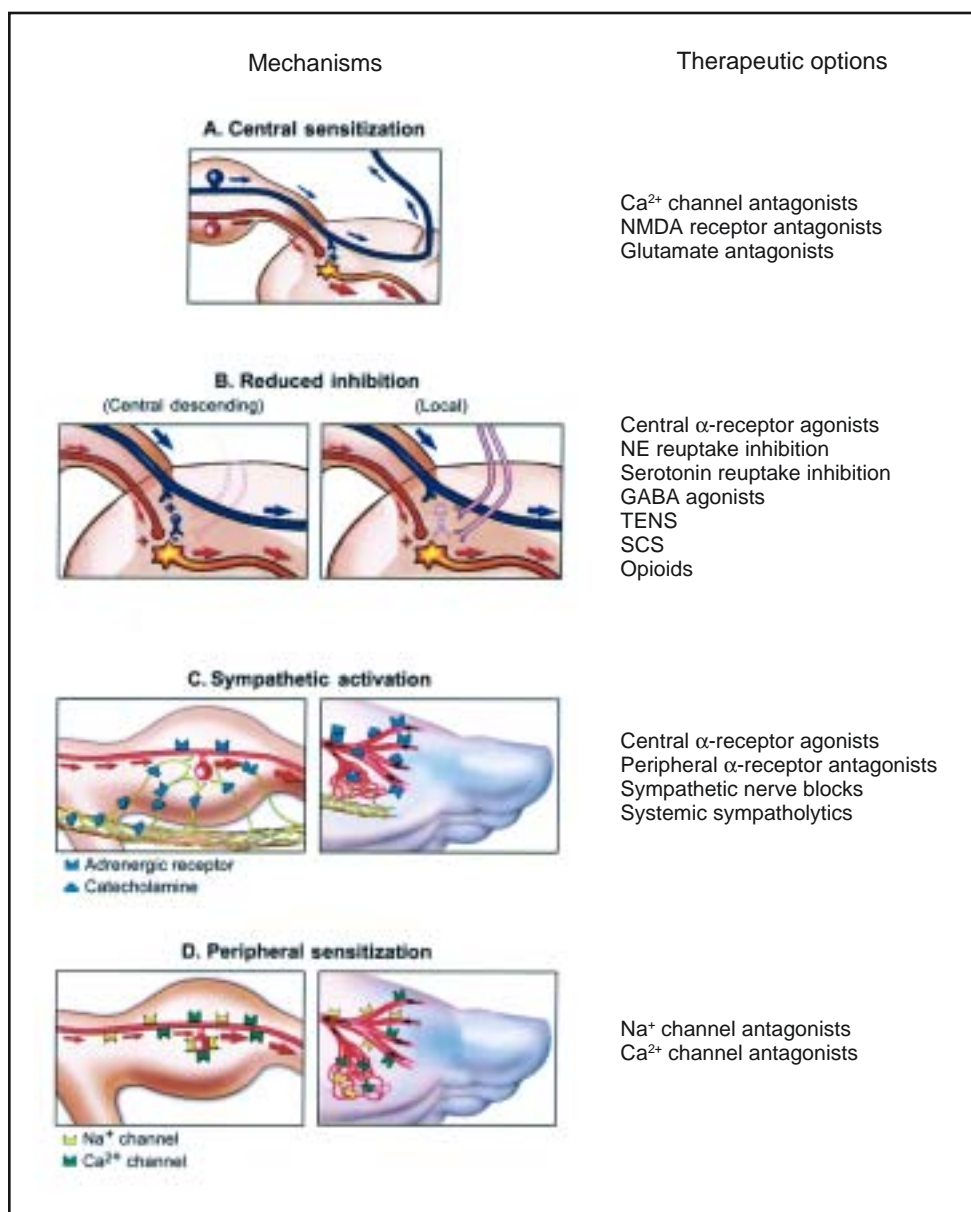 Mechanisms
Therapeutic options
A. Central sensitization
Ca²⁺ channel antagonists
NMDA receptor antagonists
Glutamate antagonists
B. Reduced inhibition
(Central descending)
(Local)
Central α-receptor agonists
NE reuptake inhibition
Serotonin reuptake inhibition
GABA agonists
TENS
SCS
Opioids
C. Sympathetic activation
Adrenergic receptor
Catecholamine
Central α-receptor agonists
Peripheral α-receptor antagonists
Sympathetic nerve blocks
Systemic sympatholytics
D. Peripheral sensitization
Na⁺ channel
Ca²⁺ channel
Na⁺ channel antagonists
Ca²⁺ channel antagonists